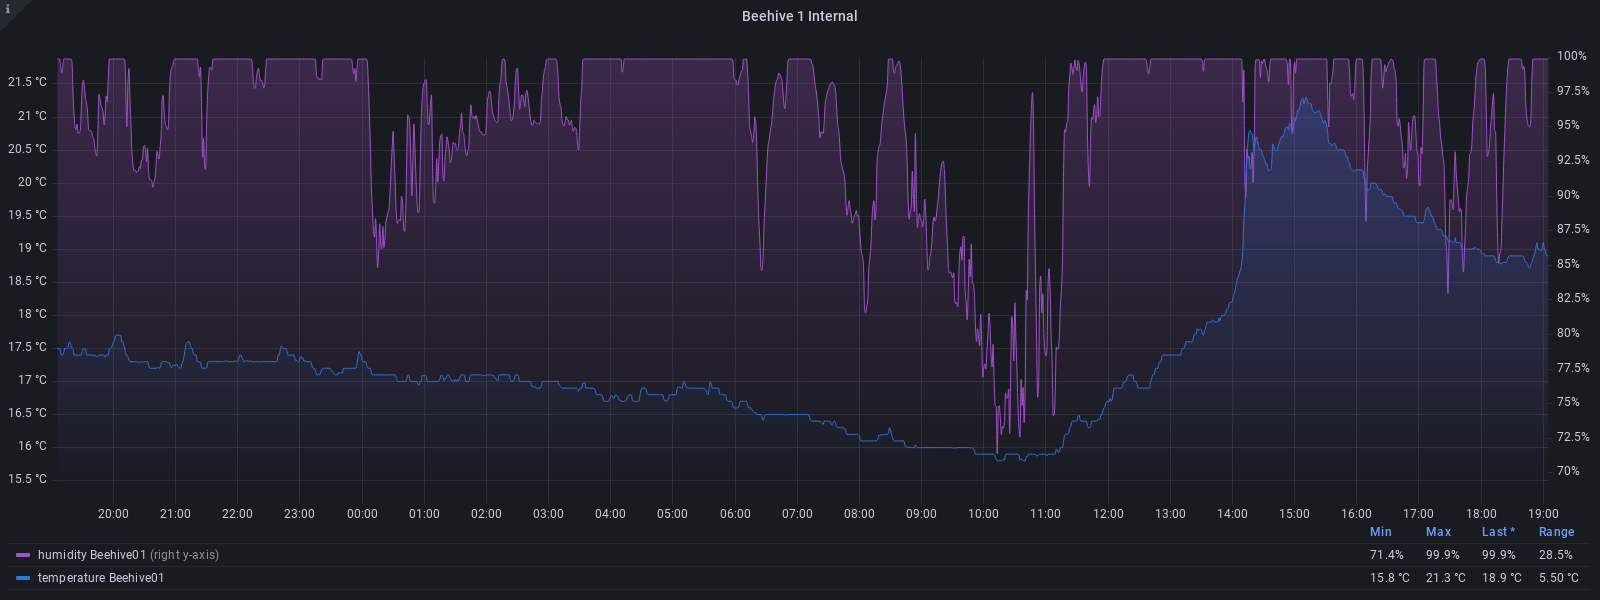 i
Beehive 1 Internal
21.5 °C
21 °C
20.5 °C
20 °C
19.5 °C
19 °C
18.5 °C
18 °C
17.5 °C
17 °C
16.5 °C
16 °C
15.5 °C
100%
97.5%
95%
92.5%
90%
87.5%
85%
82.5%
80%
77.5%
75%
72.5%
70%
20:00 21:00 22:00 23:00 00:00 01:00 02:00 03:00 04:00 05:00 06:00 07:00 08:00 09:00 10:00 11:00 12:00 13:00 14:00 15:00 16:00 17:00 18:00 19:00
Min Max Last * Range
humidity Beehive01 (right y-axis) 71.4% 99.9% 99.9% 28.5%
temperature Beehive01 15.8 °C 21.3 °C 18.9 °C 5.50 °C